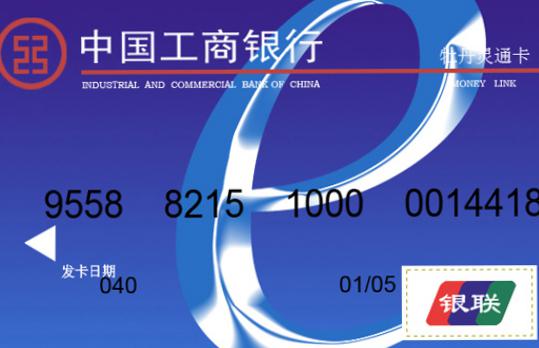 中国工商银行
牡丹灵通卡
INDUSTRIAL AND COMMERCIAL BANK OF CHINA
MONEY LINK
9558 8215 1000 0014418
发卡日期
040 01/05
银联